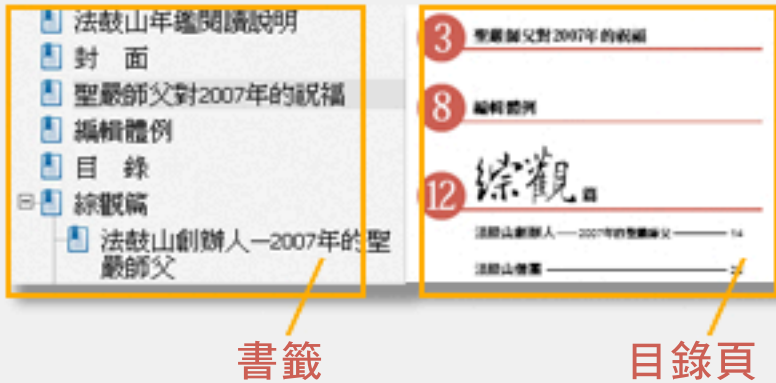 法鼓山年鑑閱讀說明
封 面
聖嚴師父對2007年的祝福
編輯體例
目 錄
綜觀篇
法鼓山創辦人—2007年的聖
嚴師父
書籤
3 聖嚴師父對2007年的祝福
8 編輯體例
12 綜觀 篇
法鼓山創辦人——2007年的聖嚴師父 14
法鼓山僧團
目錄頁